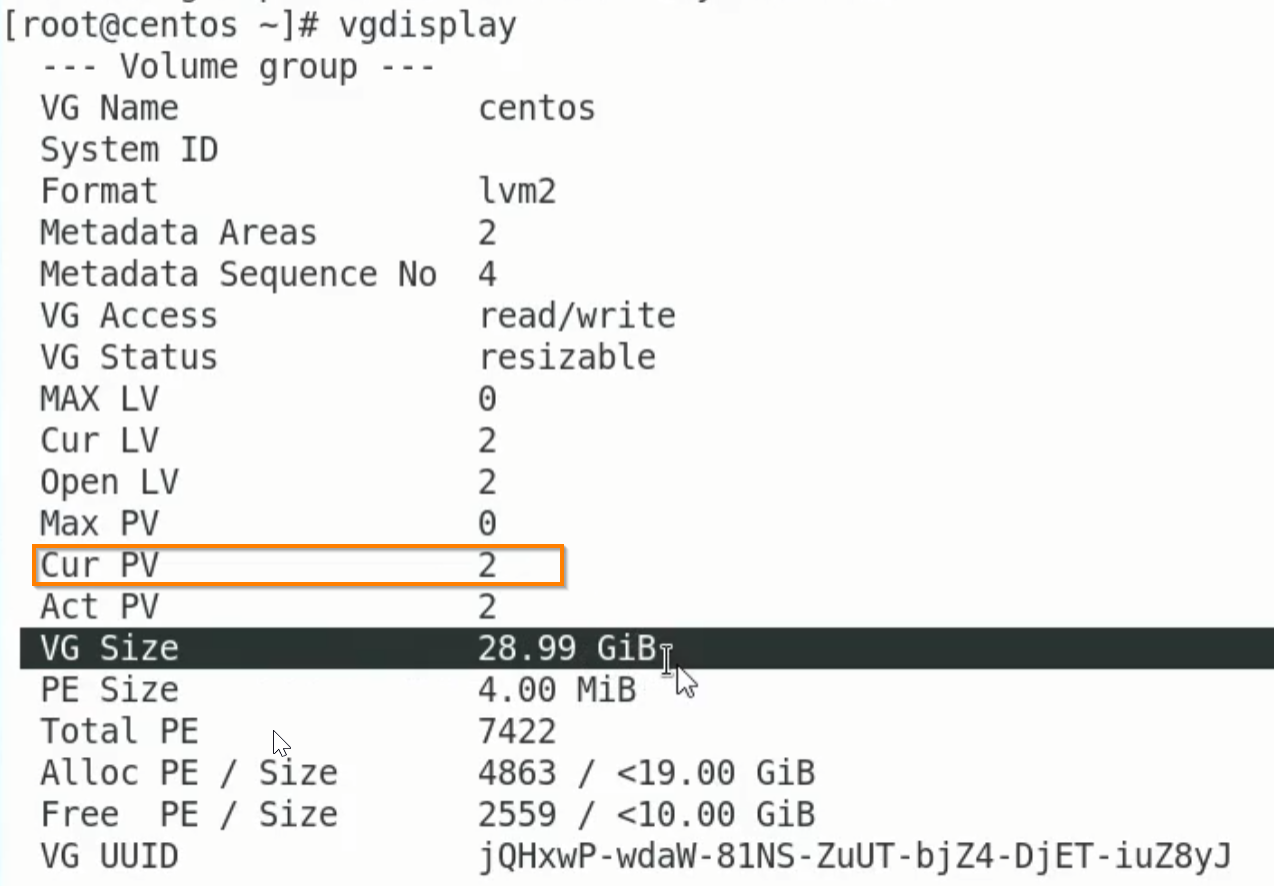 [root@centos ~]# vgdisplay
--- Volume group ---
VG Name centos
System ID
Format lvm2
Metadata Areas 2
Metadata Sequence No 4
VG Access read/write
VG Status resizable
MAX LV 0
Cur LV 2
Open LV 2
Max PV 0
Cur PV 2
Act PV 2
VG Size 28.99 GiB
PE Size 4.00 MiB
Total PE 7422
Alloc PE / Size 4863 / <19.00 GiB
Free  PE / Size 2559 / <10.00 GiB
VG UUID jQHxwP-wdaW-81NS-ZuUT-bjZ4-DjET-iuZ8yJ